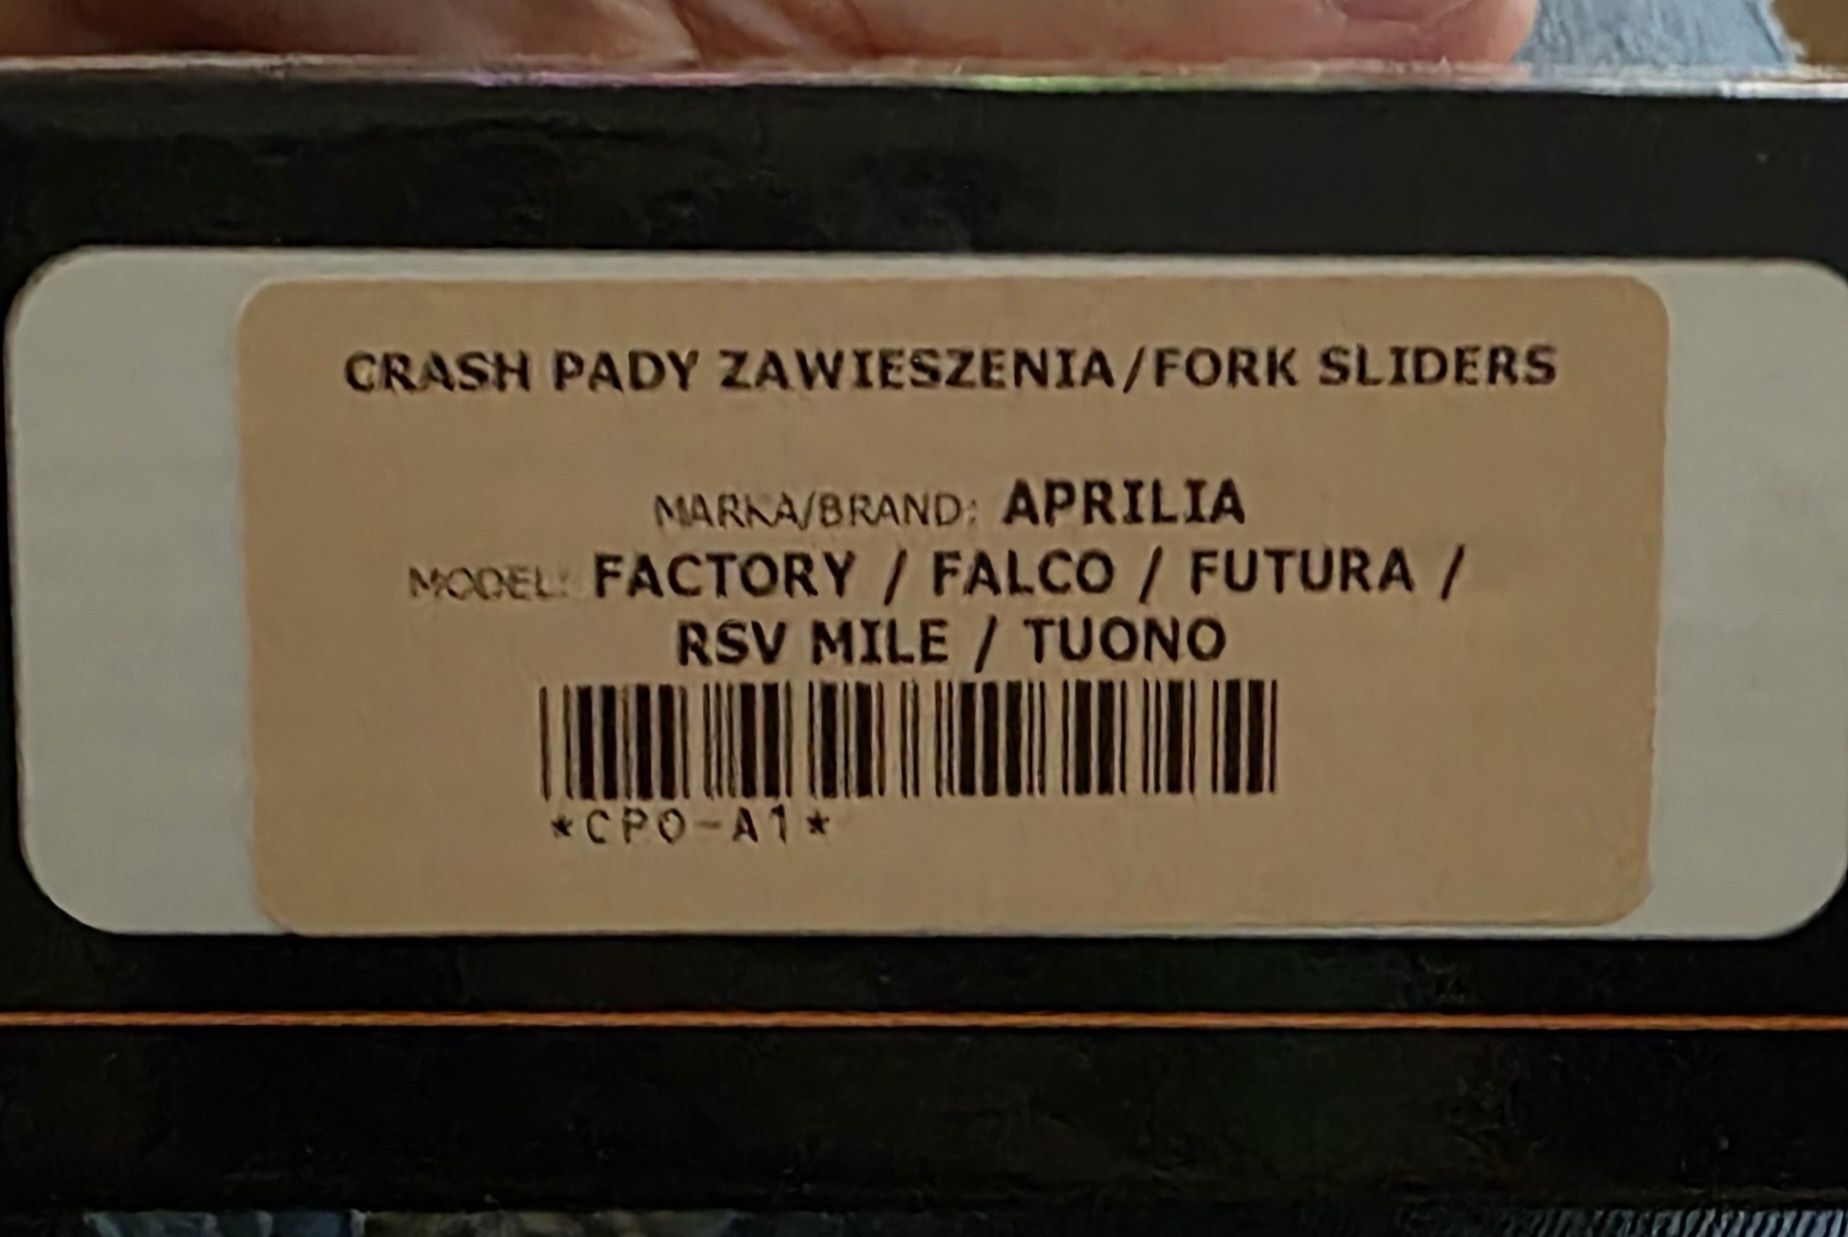 CRASH PADY ZAWIESZENIA/FORK SLIDERS
MARKA/BRAND: APRILIA
MODEL: FACTORY / FALCO / FUTURA /
RSV MILE / TUONO
*CPO-A1*